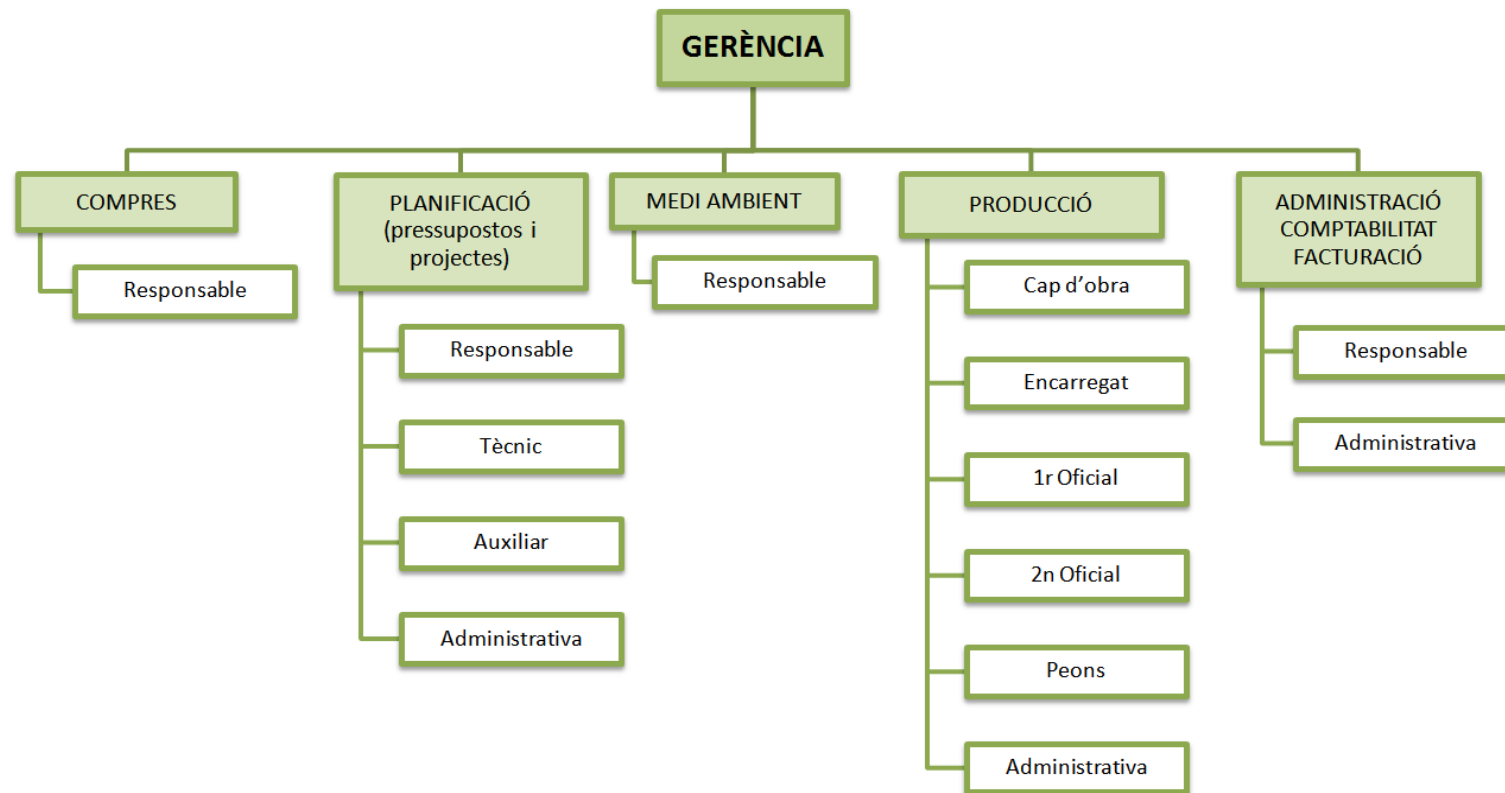 GERÈNCIA
COMPRES
Responsable
PLANIFICACIÓ
(pressupostos i
projectes)
Responsable
Tècnic
Auxiliar
Administrativa
MEDI AMBIENT
Responsable
PRODUCCIÓ
Cap d’obra
Encarregat
1r Oficial
2n Oficial
Peons
Administrativa
ADMINISTRACIÓ
COMPTABILITAT
FACTURACIÓ
Responsable
Administrativa